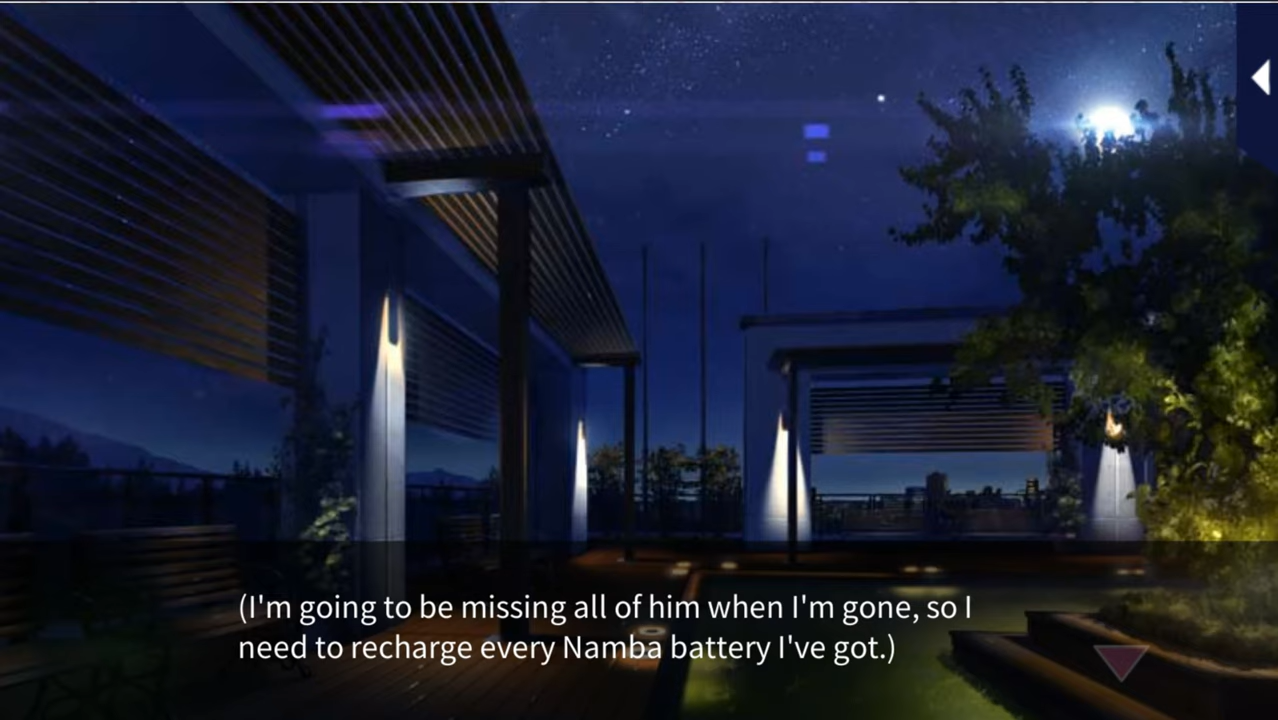 (I'm going to be missing all of him when I'm gone, so I
need to recharge every Namba battery I've got.)